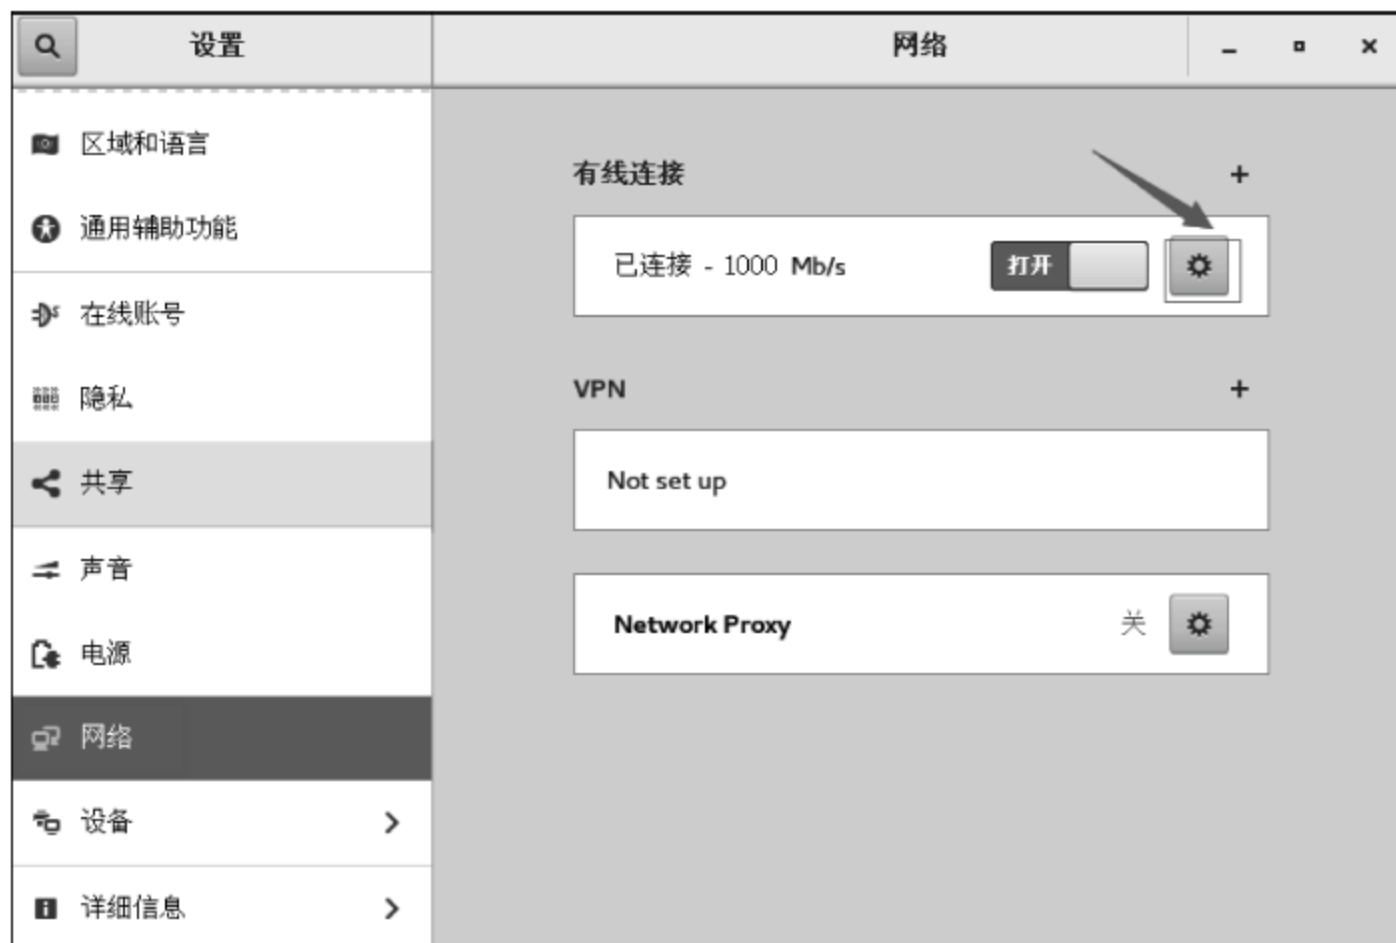 设置
网络
区域和语言
通用辅助功能
在线账号
隐私
共享
声音
电源
网络
设备
详细信息
有线连接
已连接 - 1000 Mb/s
打开
VPN
Not set up
Network Proxy
关